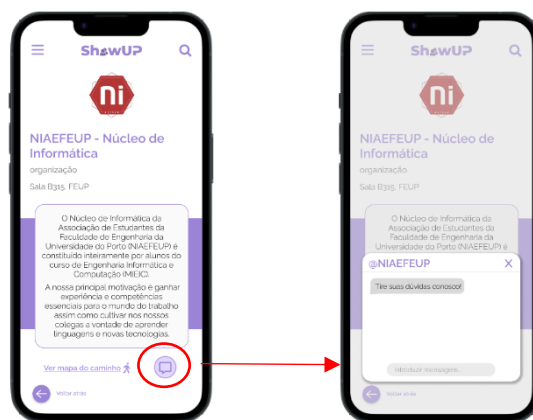 ShewUP
NIAEFEUP - Núcleo de
Informática
organização
Sala B315, FEUP
O Núcleo de Informática da
Associação de Estudantes da
Faculdade de Engenharia da
Universidade do Porto (NIAEFEUP) é
constituído inteiramente por alunos do
curso de Engenharia Informática e
Computação (MIEIC).
A nossa principal motivação é ganhar
experiência e competências
essenciais para o mundo do trabalho
assim como cultivar nos nossos
colegas a vontade de aprender
linguagens e novas tecnologias.
Ver mapa do caminho
Voltar atrás
ShewUP
NIAEFEUP - Núcleo de
Informática
organização
Sala B315, FEUP
O Núcleo de Informática da
Associação de Estudantes da
Faculdade de Engenharia da
Universidade do Porto (NIAEFEUP) é
@NIAEFEUP X
Tire suas dúvidas conosco!
introduzir mensagem...
Voltar atrás